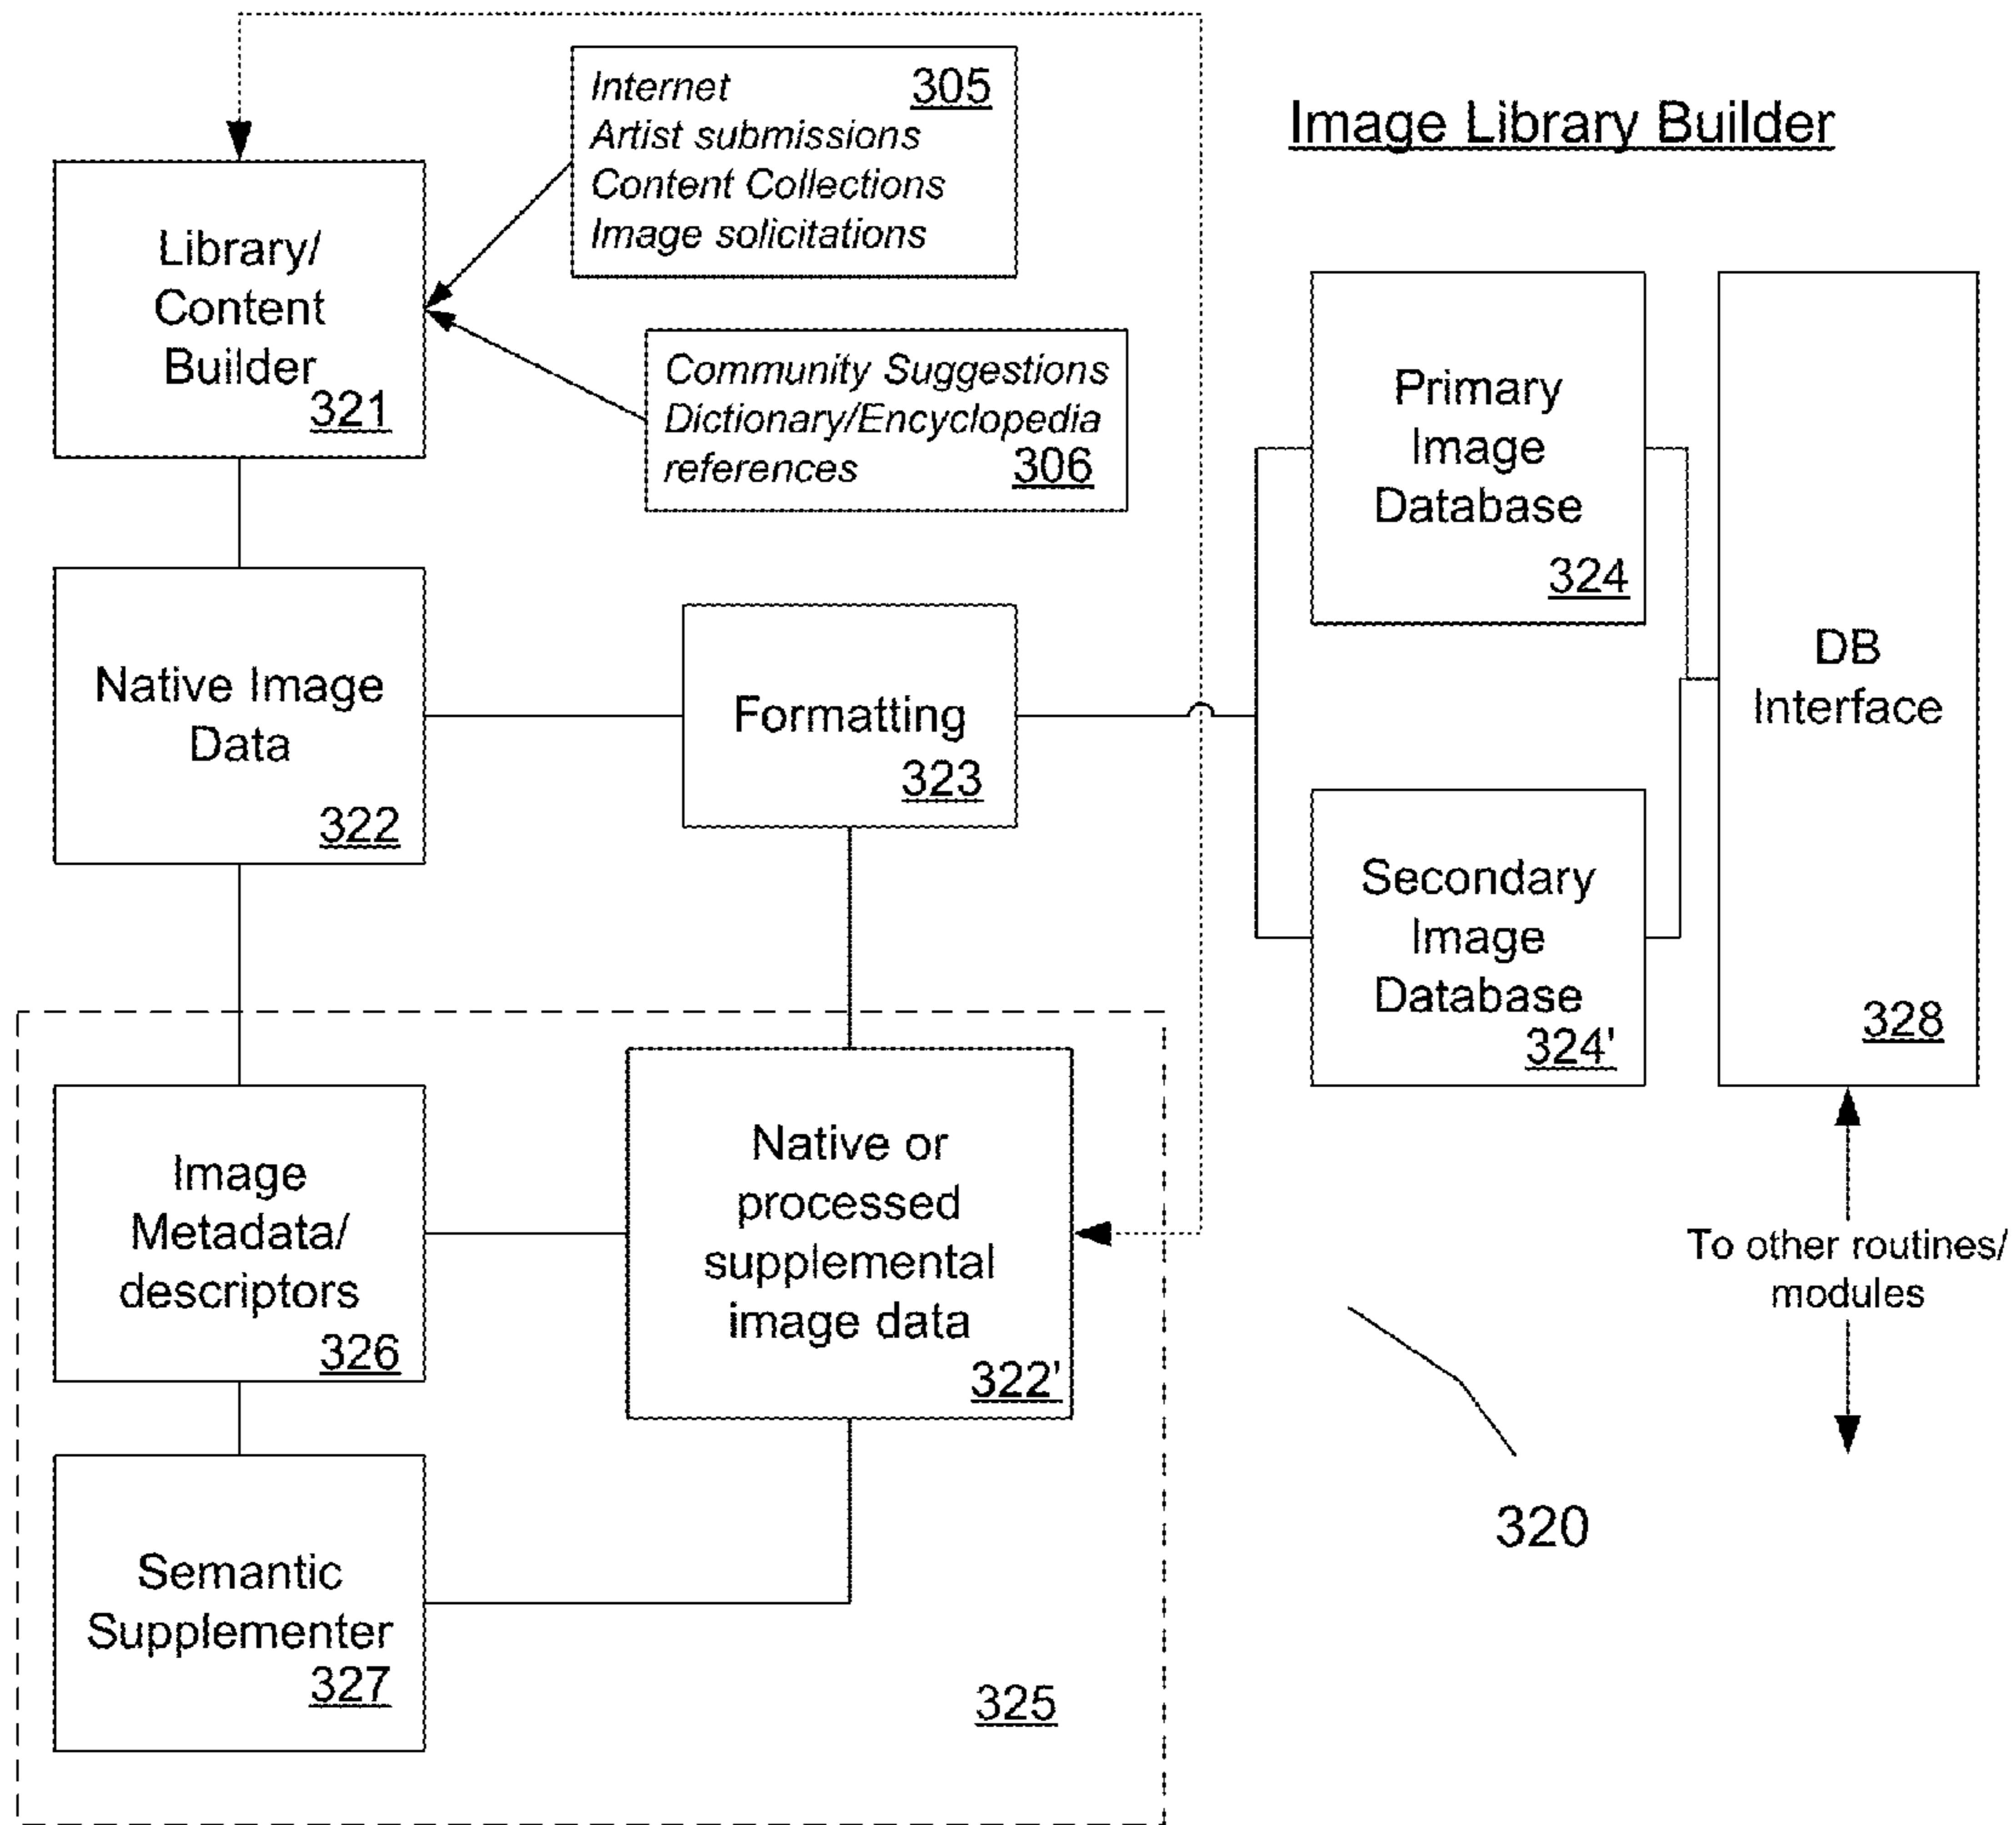 Internet 305
Artist submissions
Content Collections
Image solicitations
Image Library Builder
Library/
Content
Builder
321
Community Suggestions
Dictionary/Encyclopedia
references 306
Primary
Image
Database
324
Native Image
Data
322
Formatting
323
DB
Interface
328
Secondary
Image
Database
324'
Image
Metadata/
descriptors
326
Native or
processed
supplemental
image data
322'
To other routines/
modules
320
Semantic
Supplementer
327
325